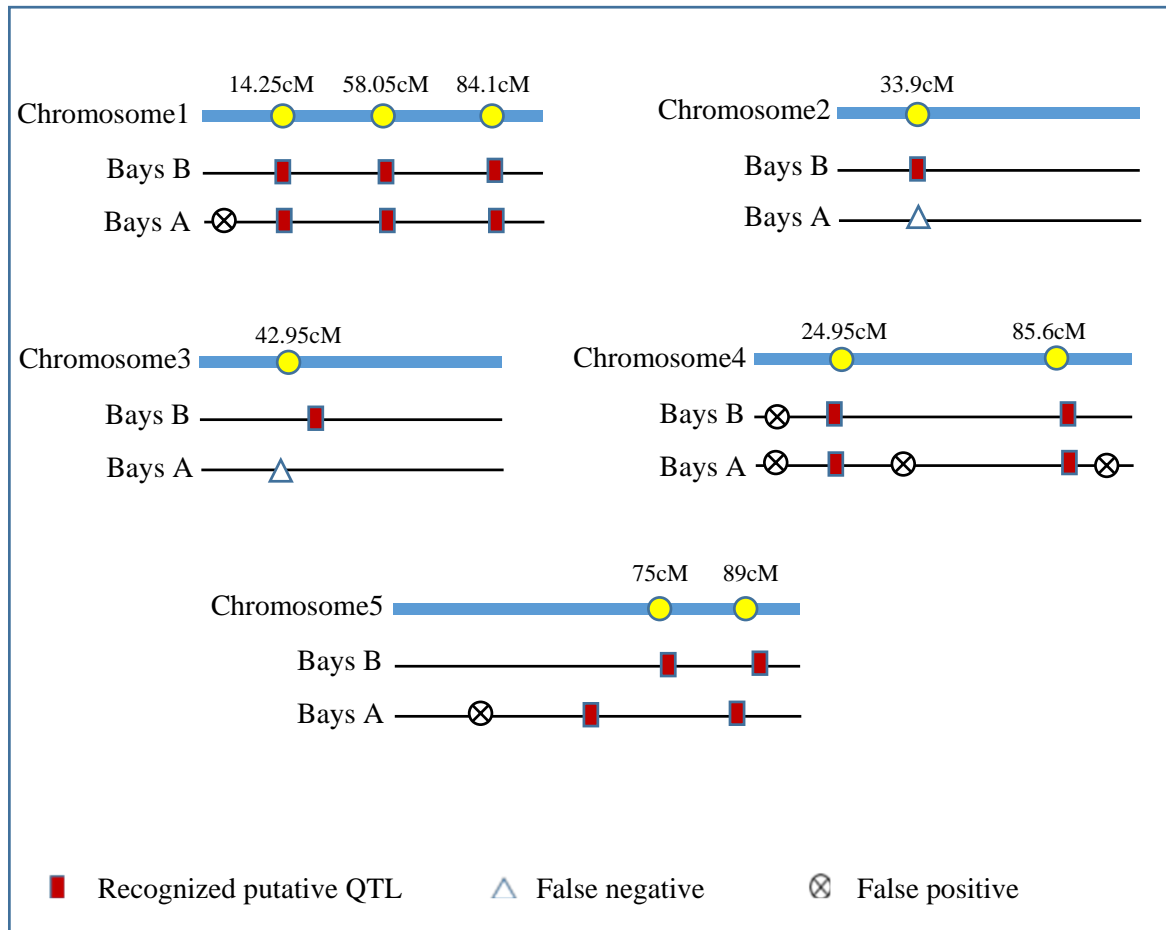 14.25cM 58.05cM 84.1cM
Chromosome1
Bays B
Bays A
33.9cM
Chromosome2
Bays B
Bays A
42.95cM
Chromosome3
Bays B
Bays A
24.95cM 85.6cM
Chromosome4
Bays B
Bays A
75cM 89cM
Chromosome5
Bays B
Bays A
Recognized putative QTL False negative False positive